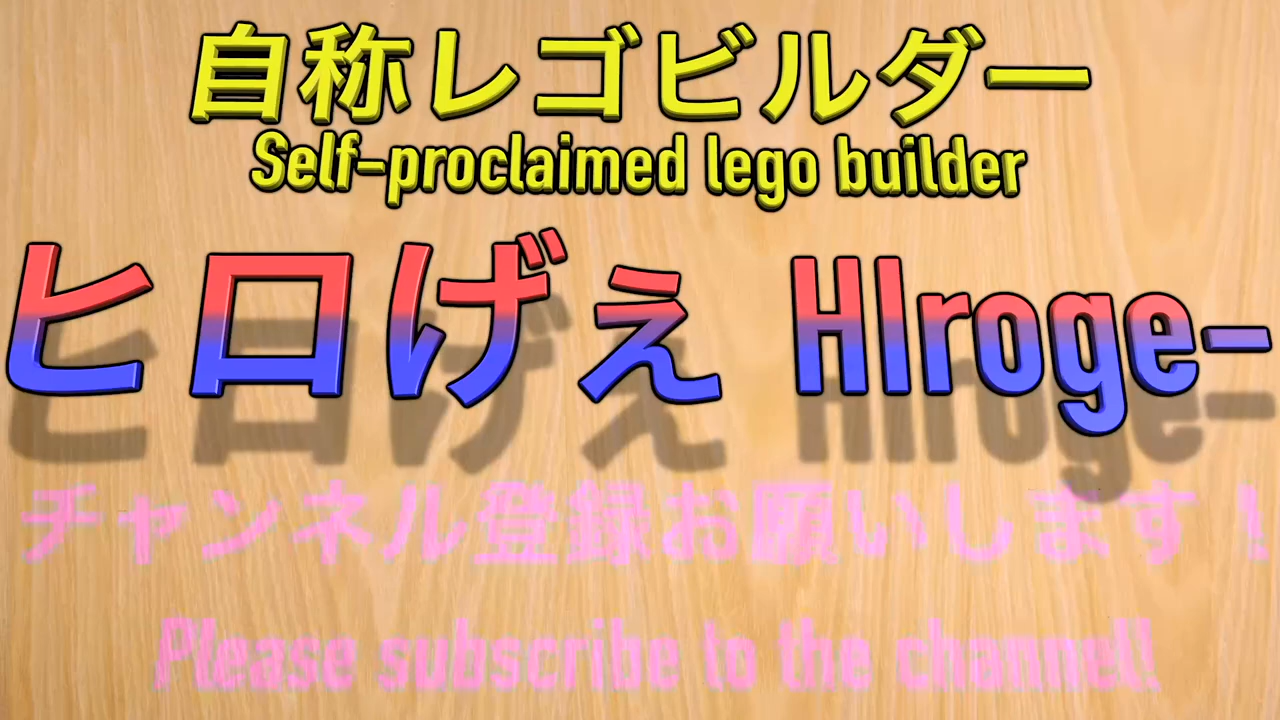 自称レゴビルダー
Self-proclaimed lego builder
ヒロげぇ HIroge-
チャンネル登録お願いします！
Please subscribe to the channel!